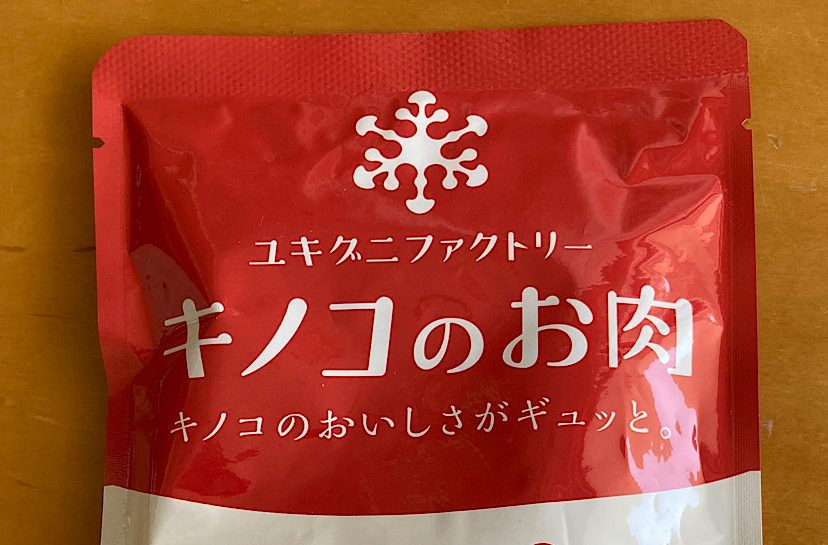 ユキグニファクトリー
キノコのお肉
キノコのおいしさがギュッと。